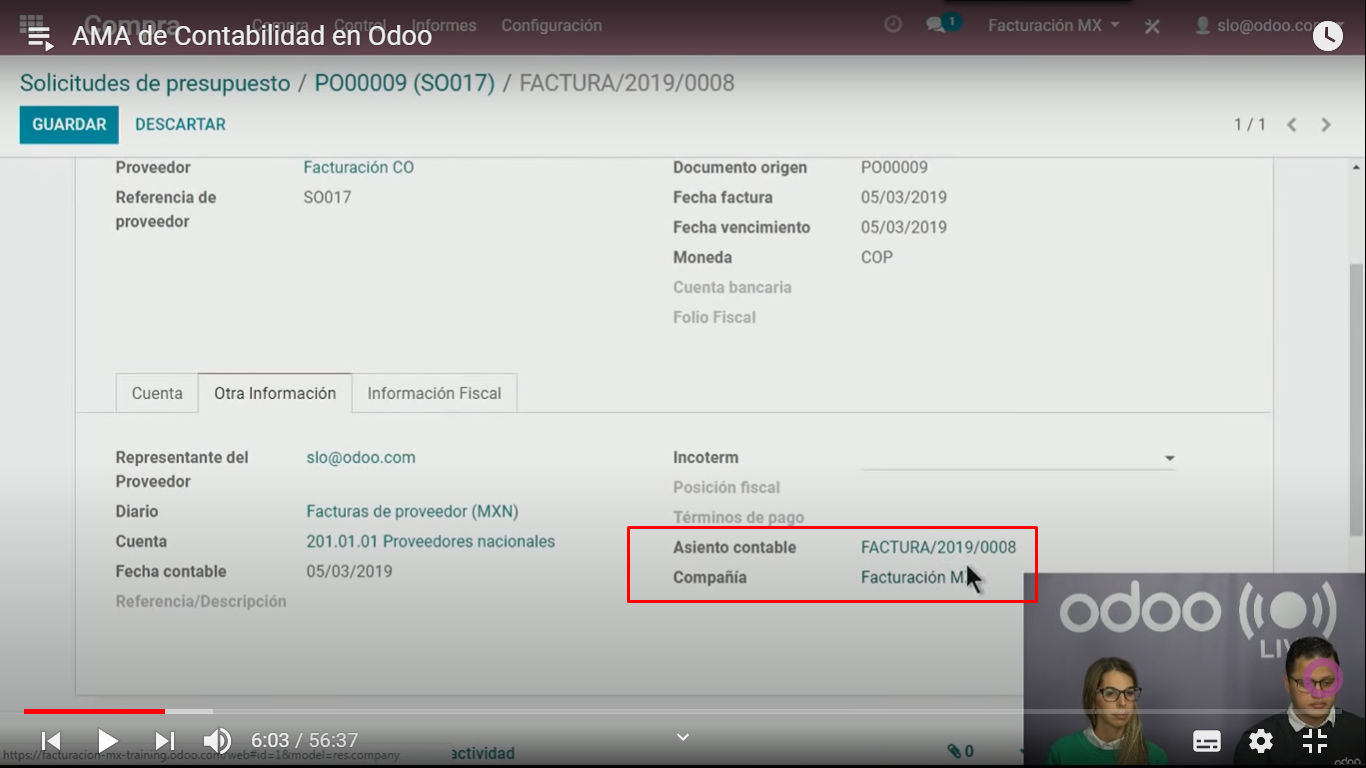 Compra
Compra Control Informes Configuración
1 Facturación MX slo@odoo.co
AMA de Contabilidad en Odoo
Solicitudes de presupuesto / PO00009 (SO017) / FACTURA/2019/0008
GUARDAR DESCARTAR
1 / 1
Proveedor Facturación CO
Documento origen PO00009
Referencia de SO017
proveedor
Fecha factura 05/03/2019
Fecha vencimiento 05/03/2019
Moneda COP
Cuenta bancaria
Folio Fiscal
Cuenta Otra Información Información Fiscal
Representante del slo@odoo.com
Proveedor
Diario Facturas de proveedor (MXN)
Cuenta 201.01.01 Proveedores nacionales
Fecha contable 05/03/2019
Referencia/Descripción
Incoterm
Posición fiscal
Términos de pago
Asiento contable FACTURA/2019/0008
Compañía Facturación M
odoo
LIV
6:03 / 56:37
https://facturacion-mx-training.odoo.com/web#id=1&model=res.company
actividad
0
odoo